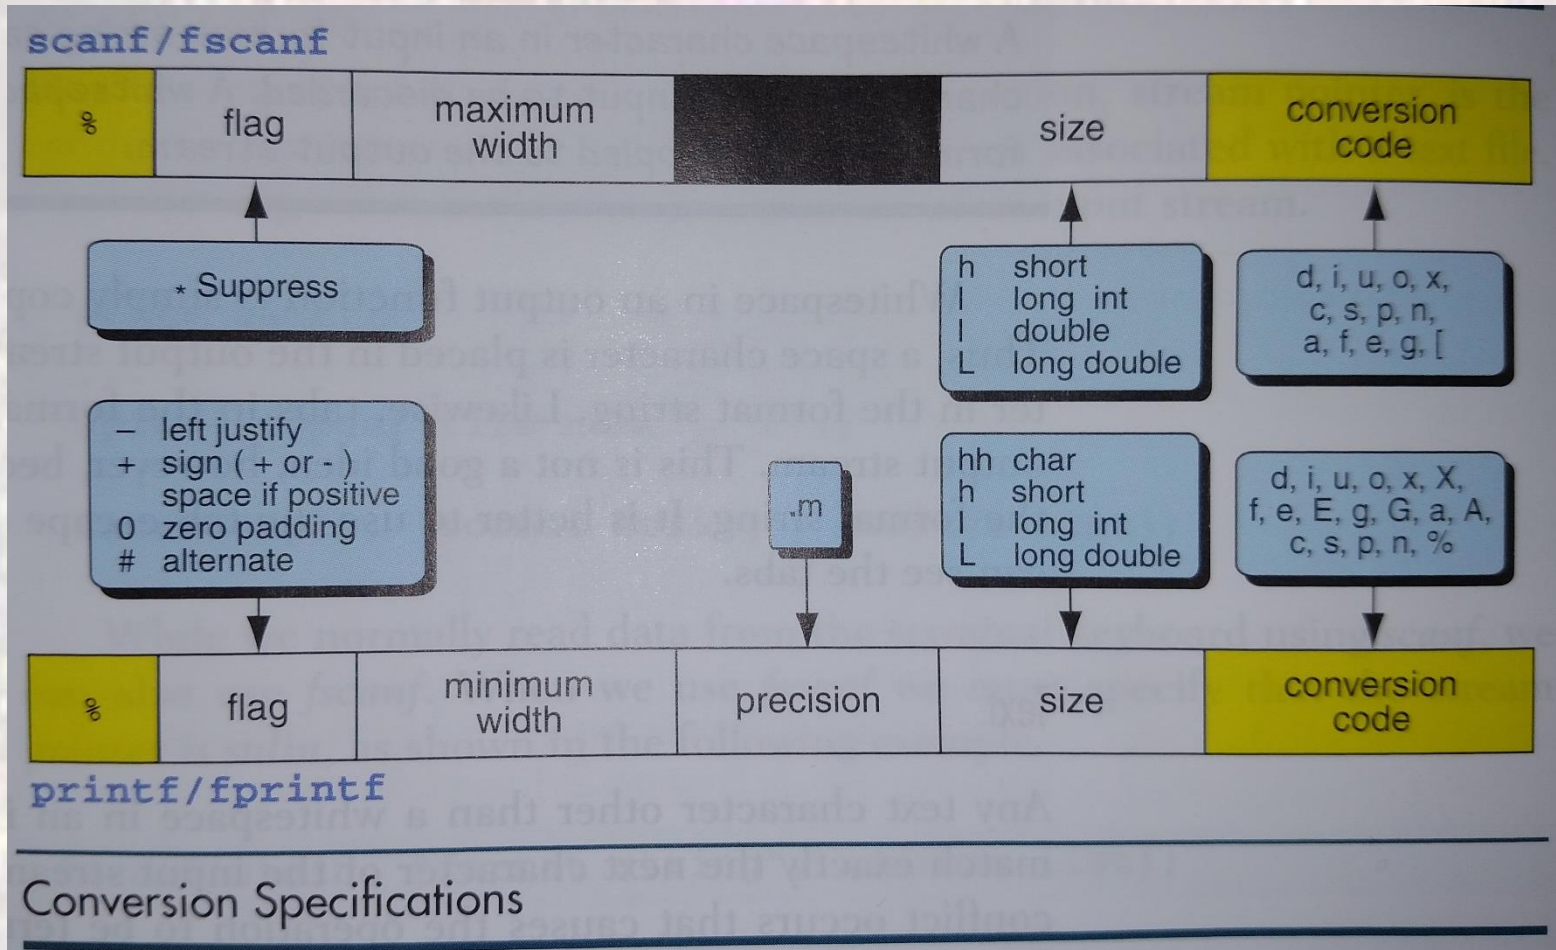 scanf/fscanf
% flag maximum width size conversion code
* Suppress
h short
l long int
l double
L long double
d, i, u, o, x,
c, s, p, n,
a, f, e, g, [
– left justify
+ sign ( + or - )
space if positive
0 zero padding
# alternate
.m
hh char
h short
l long int
L long double
d, i, u, o, x, X,
f, e, E, g, G, a, A,
c, s, p, n, %
% flag minimum width precision size conversion code
printf/fprintf
Conversion Specifications